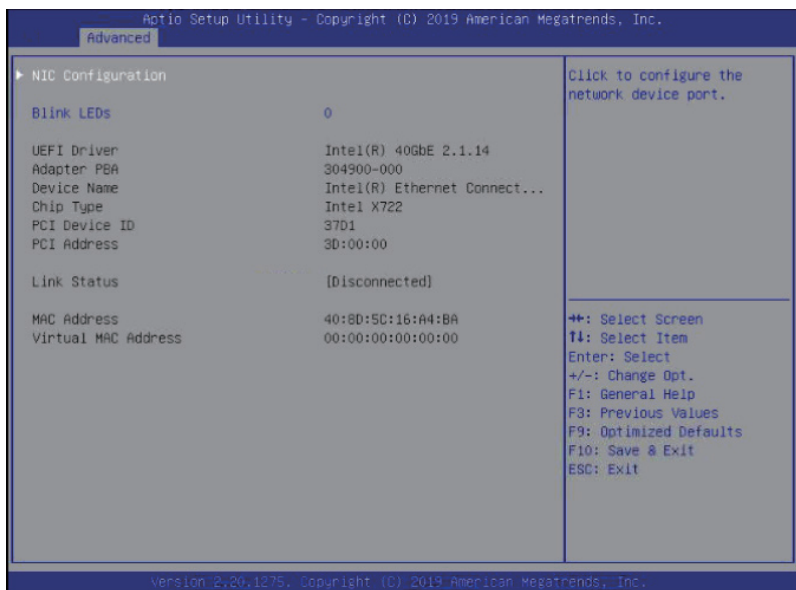 Aptio Setup Utility - Copyright (C) 2019 American Megatrends, Inc.
Advanced
NIC Configuration
Blink LEDs 0
UEFI Driver Intel(R) 40GbE 2.1.14
Adapter PBA 304900-000
Device Name Intel(R) Ethernet Connect...
Chip Type Intel X722
PCI Device ID 37D1
PCI Address 3D:00:00
Link Status [Disconnected]
MAC Address 40:8D:5C:16:A4:BA
Virtual MAC Address 00:00:00:00:00:00
Click to configure the
network device port.
→←: Select Screen
↑↓: Select Item
Enter: Select
+/-: Change Opt.
F1: General Help
F3: Previous Values
F9: Optimized Defaults
F10: Save & Exit
ESC: Exit
Version 2.20.1275. Copyright (C) 2019 American Megatrends, Inc.